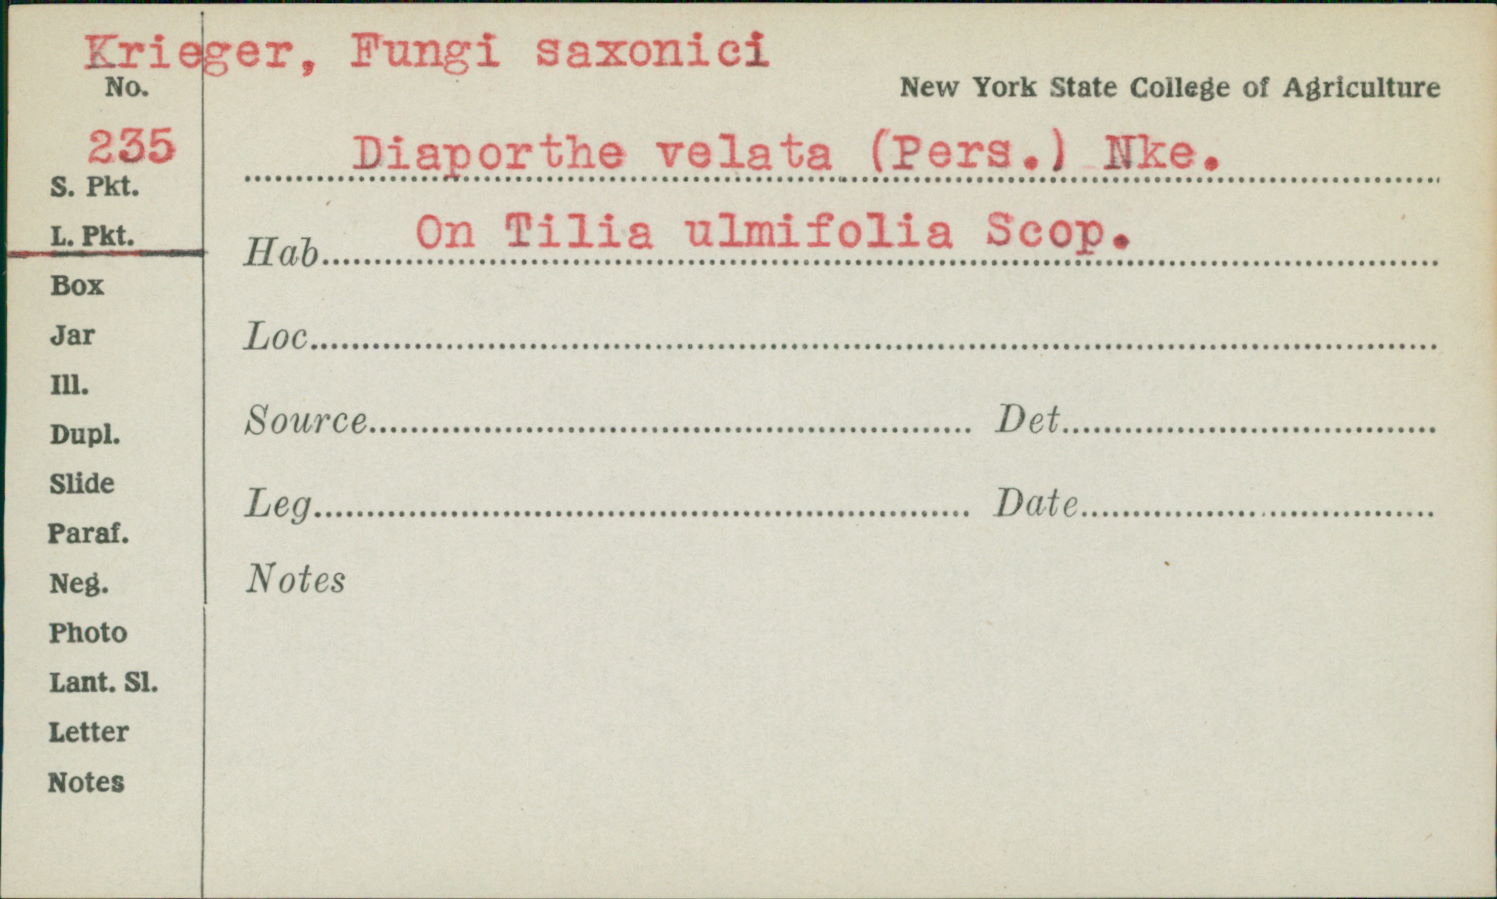 Krieger, Fungi saxonici
No.
New York State College of Agriculture
235
Diaporthe velata (Pers.) Nke.
S. Pkt.
L. Pkt.
Hab. On Tilia ulmifolia Scop.
Box
Jar
Loc.
Ill.
Dupl.
Source Det.
Slide
Leg. Date
Paraf.
Neg.
Notes
Photo
Lant. Sl.
Letter
Notes